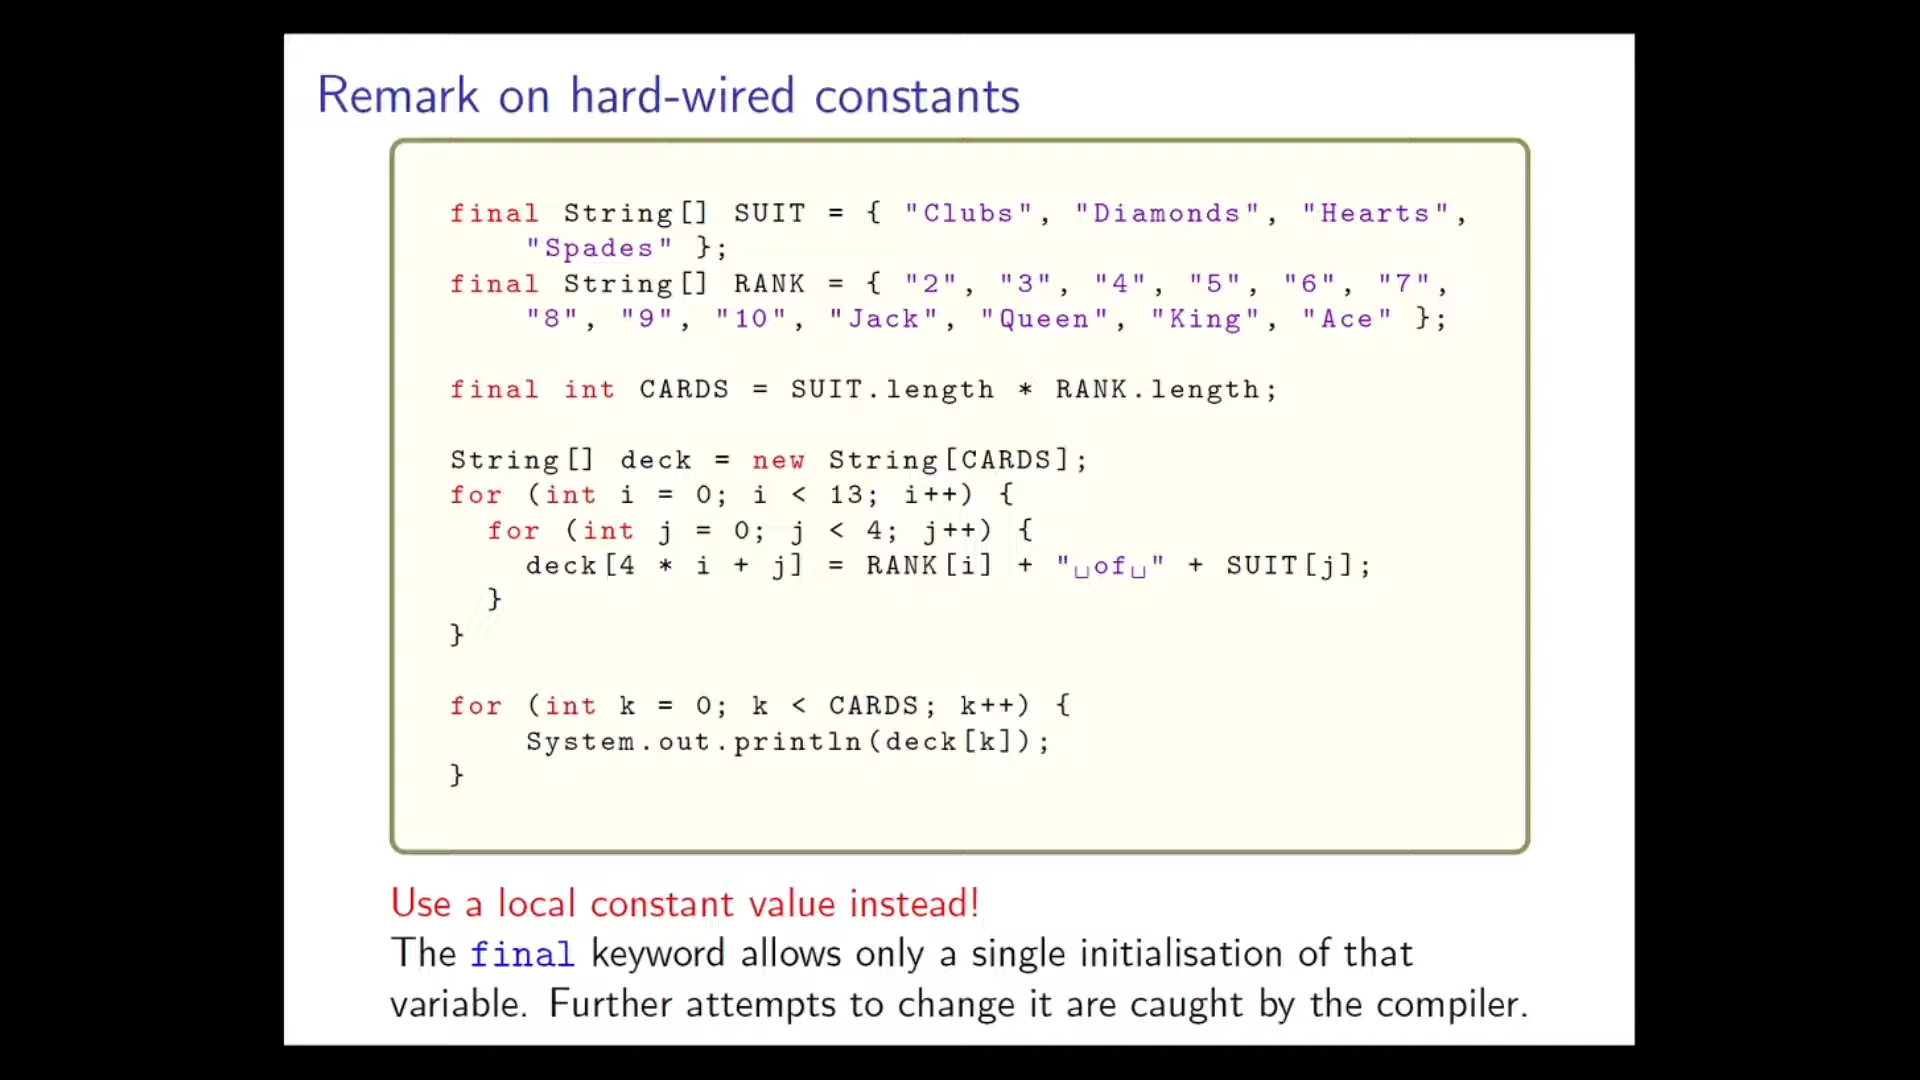 Remark on hard-wired constants
final String[] SUIT = { "Clubs", "Diamonds", "Hearts",
"Spades" };
final String[] RANK = { "2", "3", "4", "5", "6", "7",
"8", "9", "10", "Jack", "Queen", "King", "Ace" };
final int CARDS = SUIT.length * RANK.length;
String[] deck = new String[CARDS];
for (int i = 0; i < 13; i++) {
for (int j = 0; j < 4; j++) {
deck[4 * i + j] = RANK[i] + "␣of␣" + SUIT[j];
}
}
for (int k = 0; k < CARDS; k++) {
System.out.println(deck[k]);
}
Use a local constant value instead!
The final keyword allows only a single initialisation of that
variable. Further attempts to change it are caught by the compiler.